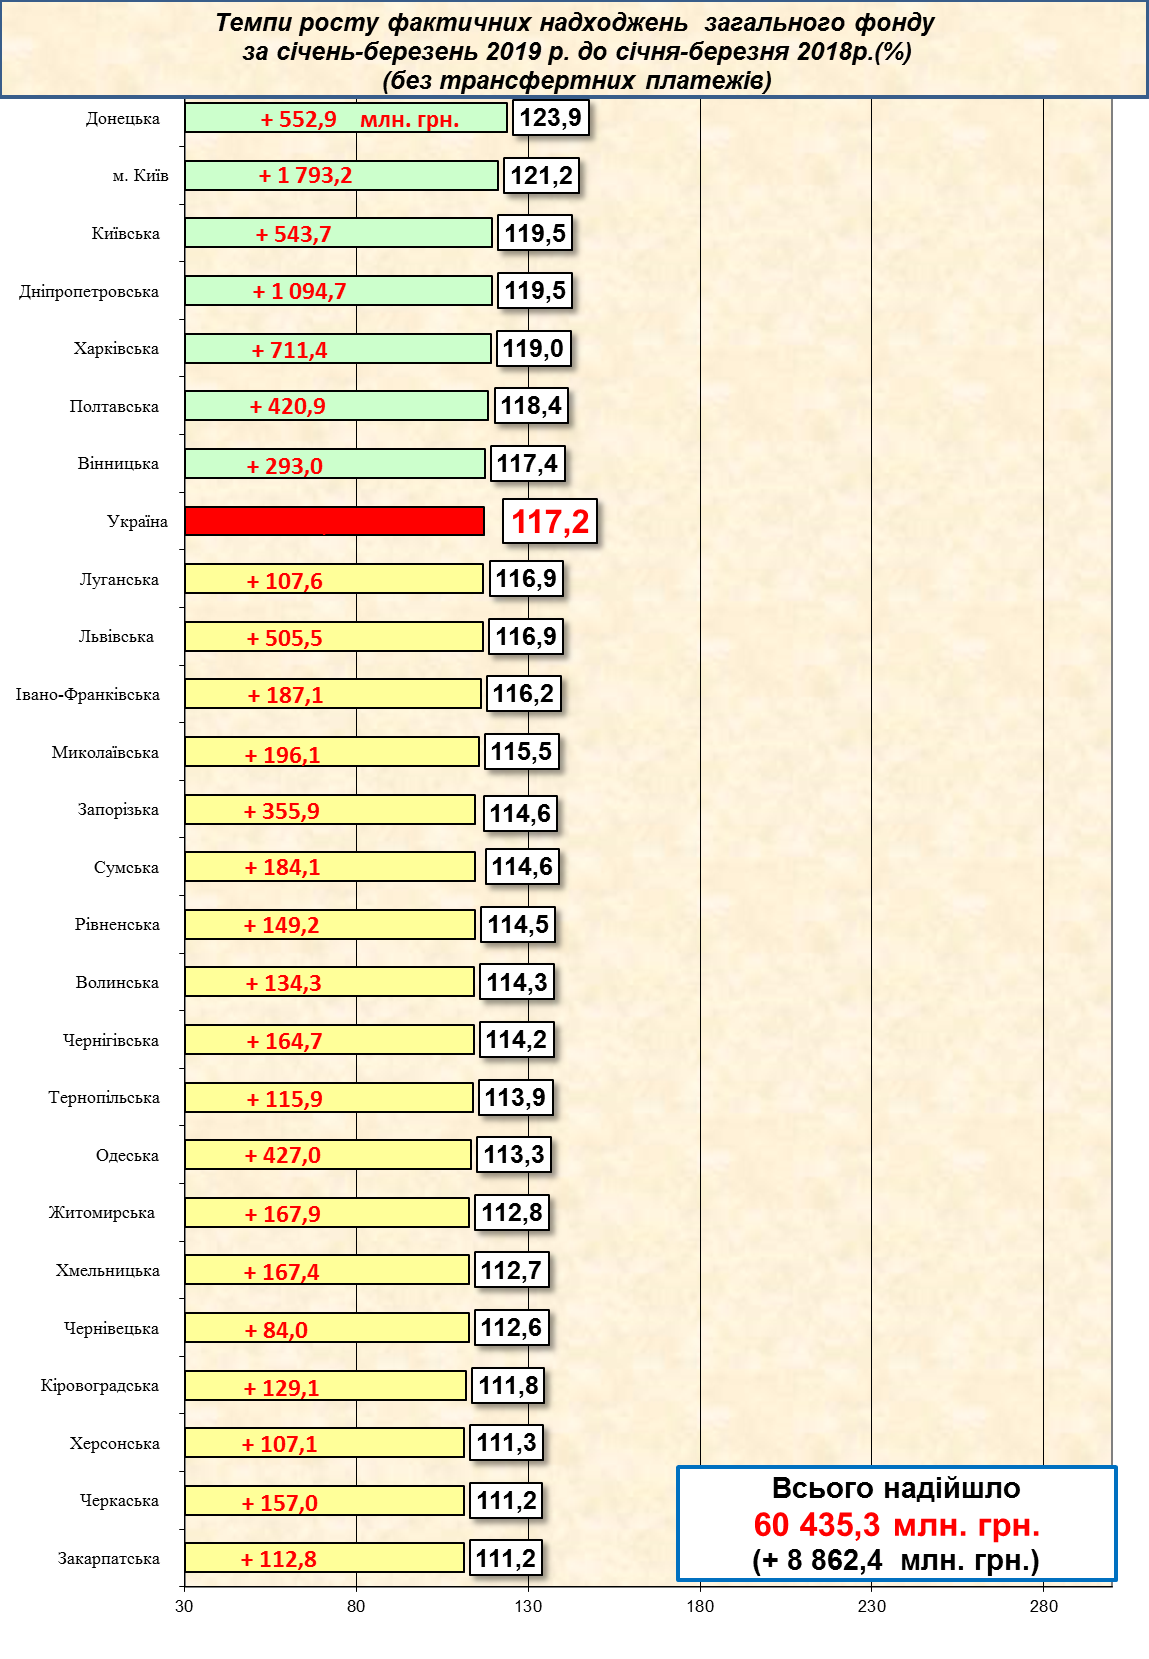 Темпи росту фактичних надходжень загального фонду
за січень-березень 2019 р. до січня-березня 2018р.(%)
(без трансфертних платежів)
Донецька + 552,9 млн. грн. 123,9
м. Київ + 1 793,2 121,2
Київська + 543,7 119,5
Дніпропетровська + 1 094,7 119,5
Харківська + 711,4 119,0
Полтавська + 420,9 118,4
Вінницька + 293,0 117,4
Україна 117,2
Луганська + 107,6 116,9
Львівська + 505,5 116,9
Івано-Франківська + 187,1 116,2
Миколаївська + 196,1 115,5
Запорізька + 355,9 114,6
Сумська + 184,1 114,6
Рівненська + 149,2 114,5
Волинська + 134,3 114,3
Чернігівська + 164,7 114,2
Тернопільська + 115,9 113,9
Одеська + 427,0 113,3
Житомирська + 167,9 112,8
Хмельницька + 167,4 112,7
Чернівецька + 84,0 112,6
Кіровоградська + 129,1 111,8
Херсонська + 107,1 111,3
Черкаська + 157,0 111,2
Закарпатська + 112,8 111,2
Всього надійшло
60 435,3 млн. грн.
(+ 8 862,4 млн. грн.)
30 80 130 180 230 280